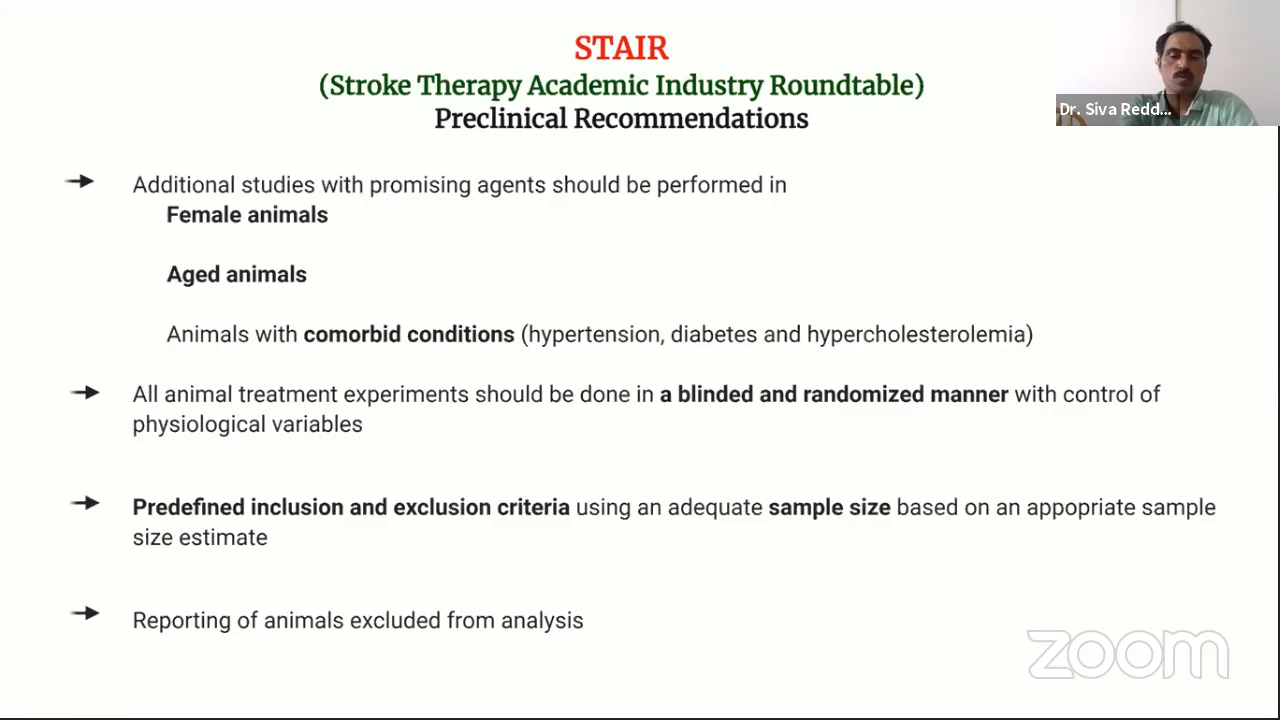 STAIR
(Stroke Therapy Academic Industry Roundtable)
Preclinical Recommendations
Dr. Siva Redd...
Additional studies with promising agents should be performed in
Female animals
Aged animals
Animals with comorbid conditions (hypertension, diabetes and hypercholesterolemia)
All animal treatment experiments should be done in a blinded and randomized manner with control of
physiological variables
Predefined inclusion and exclusion criteria using an adequate sample size based on an appopriate sample
size estimate
Reporting of animals excluded from analysis
zoom